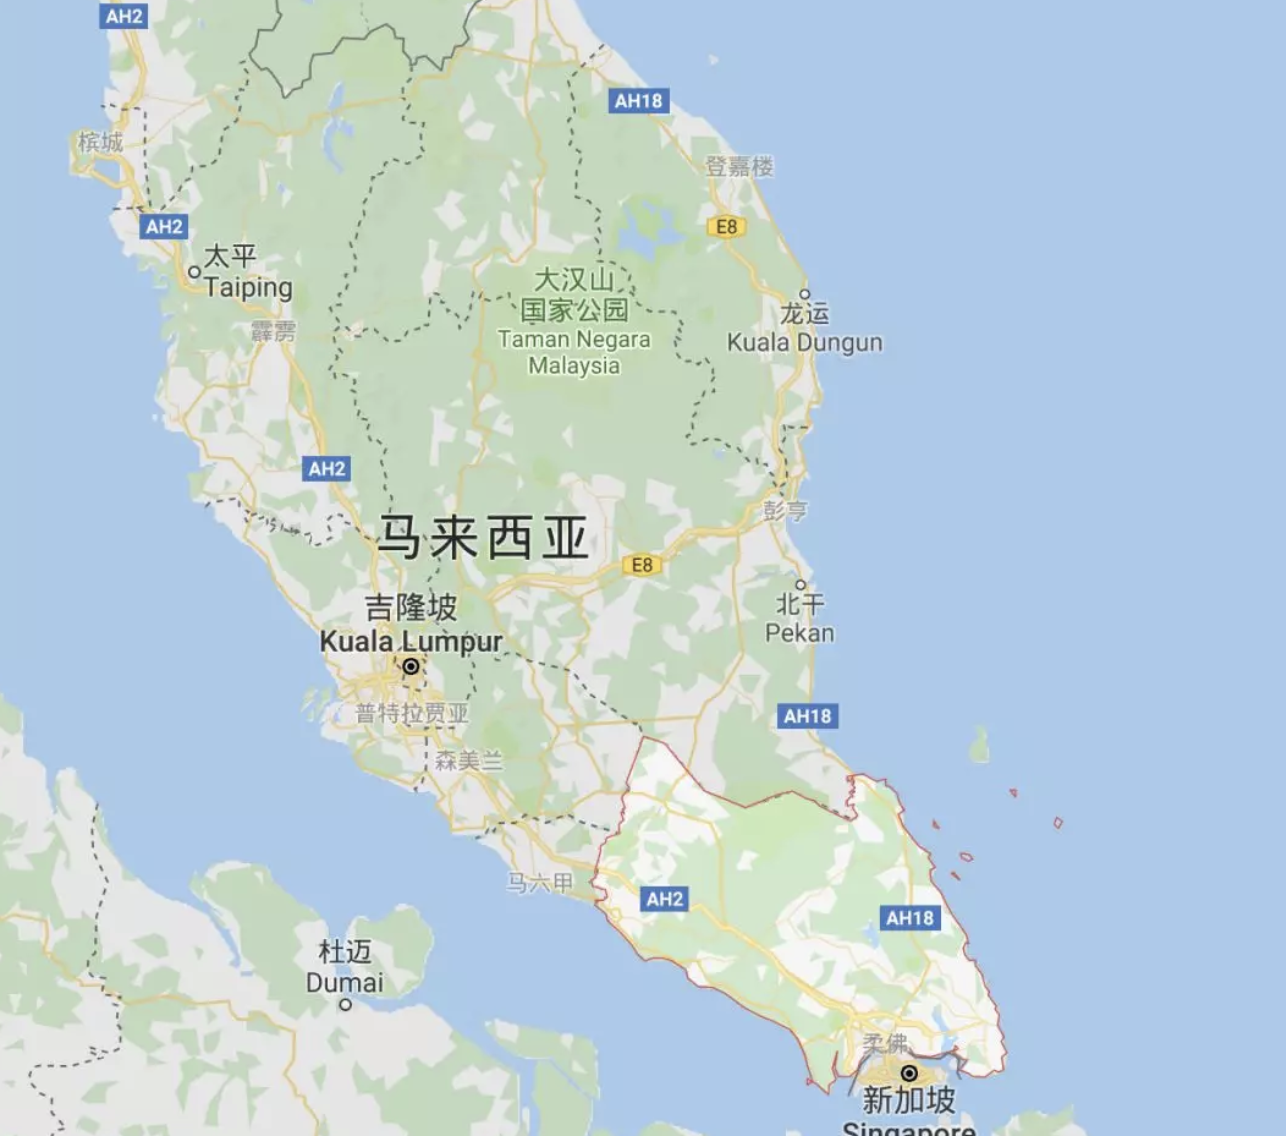 AH2
AH18
槟城
登嘉楼
AH2
E8
太平
Taiping
大汉山
国家公园
Taman Negara
Malaysia
龙运
Kuala Dungun
霹雳
AH2
彭亨
马来西亚
E8
吉隆坡
Kuala Lumpur
北干
Pekan
普特拉贾亚
AH18
森美兰
马六甲
AH2
AH18
杜迈
Dumai
柔佛
新加坡
Singapore